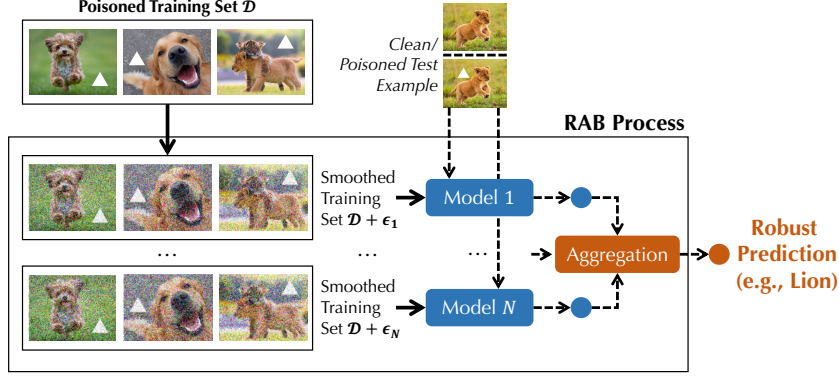 Poisoned Training Set 𝒟
Clean/
Poisoned Test
Example
RAB Process
Smoothed
Training
Set 𝒟 + ϵ₁
Model 1
...
...
...
Aggregation
Robust
Prediction
(e.g., Lion)
Smoothed
Training
Set 𝒟 + ϵ_N
Model N